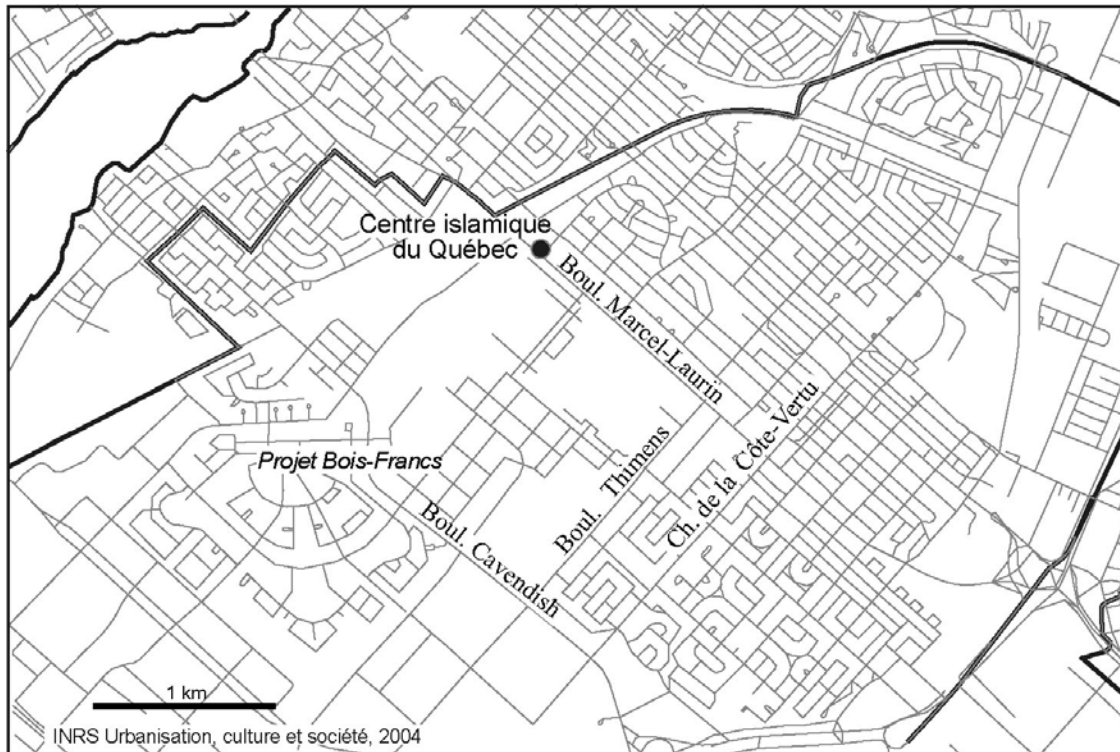 Centre islamique
du Québec
Boul. Marcel-Laurin
Ch. de la Côte-Vertu
Boul. Thimens
Projet Bois-Francs
Boul. Cavendish
1 km
INRS Urbanisation, culture et société, 2004